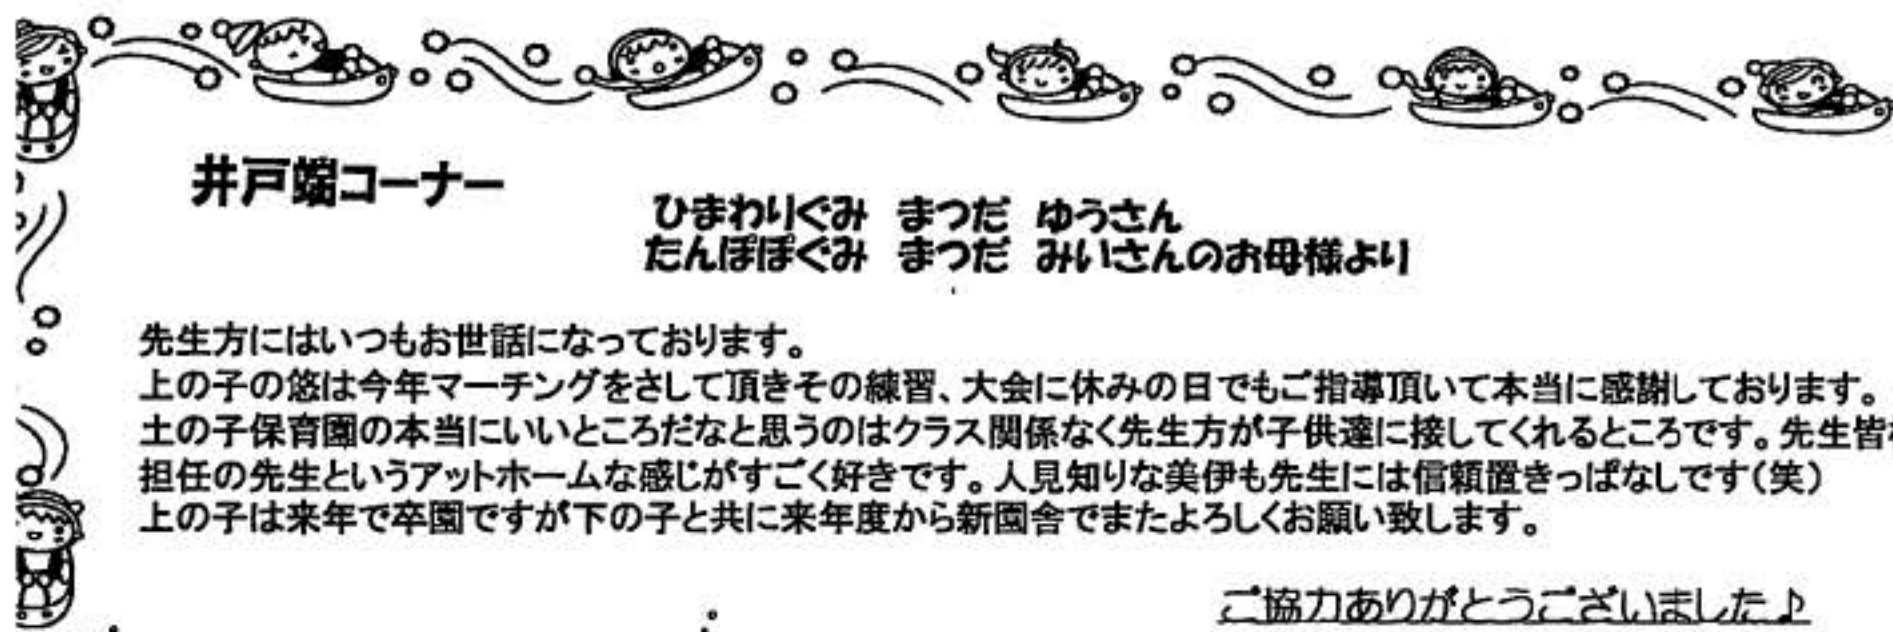 井戸端コーナー
ひまわりぐみ まつだ ゆうさん
たんぽぽぐみ まつだ みいさんのお母様より
先生方にはいつもお世話になっております。
上の子の悠は今年マーチングをさして頂きその練習、大会に休みの日でもご指導頂いて本当に感謝しております。
土の子保育園の本当にいいところだなと思うのはクラス関係なく先生方が子供達に接してくれるところです。先生皆
担任の先生というアットホームな感じがすごく好きです。人見知りな美伊も先生には信頼置きっぱなしです(笑)
上の子は来年で卒園ですが下の子と共に来年度から新園舎でまたよろしくお願い致します。
ご協力ありがとうございました♪